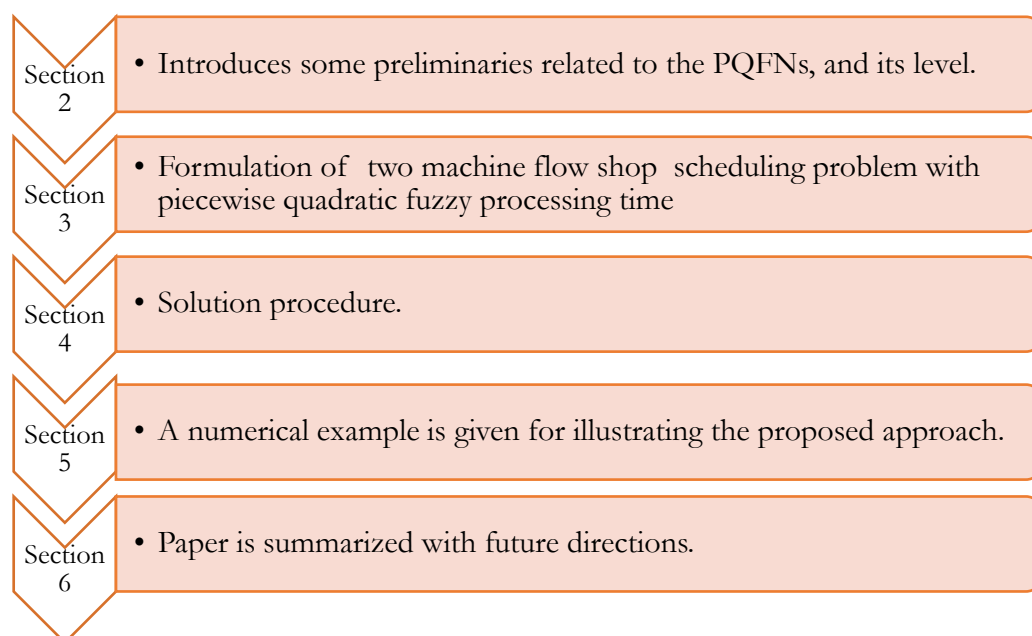 Section
2
• Introduces some preliminaries related to the PQFNs, and its level.
Section
3
• Formulation of two machine flow shop scheduling problem with
piecewise quadratic fuzzy processing time
Section
4
• Solution procedure.
Section
5
• A numerical example is given for illustrating the proposed approach.
Section
6
• Paper is summarized with future directions.